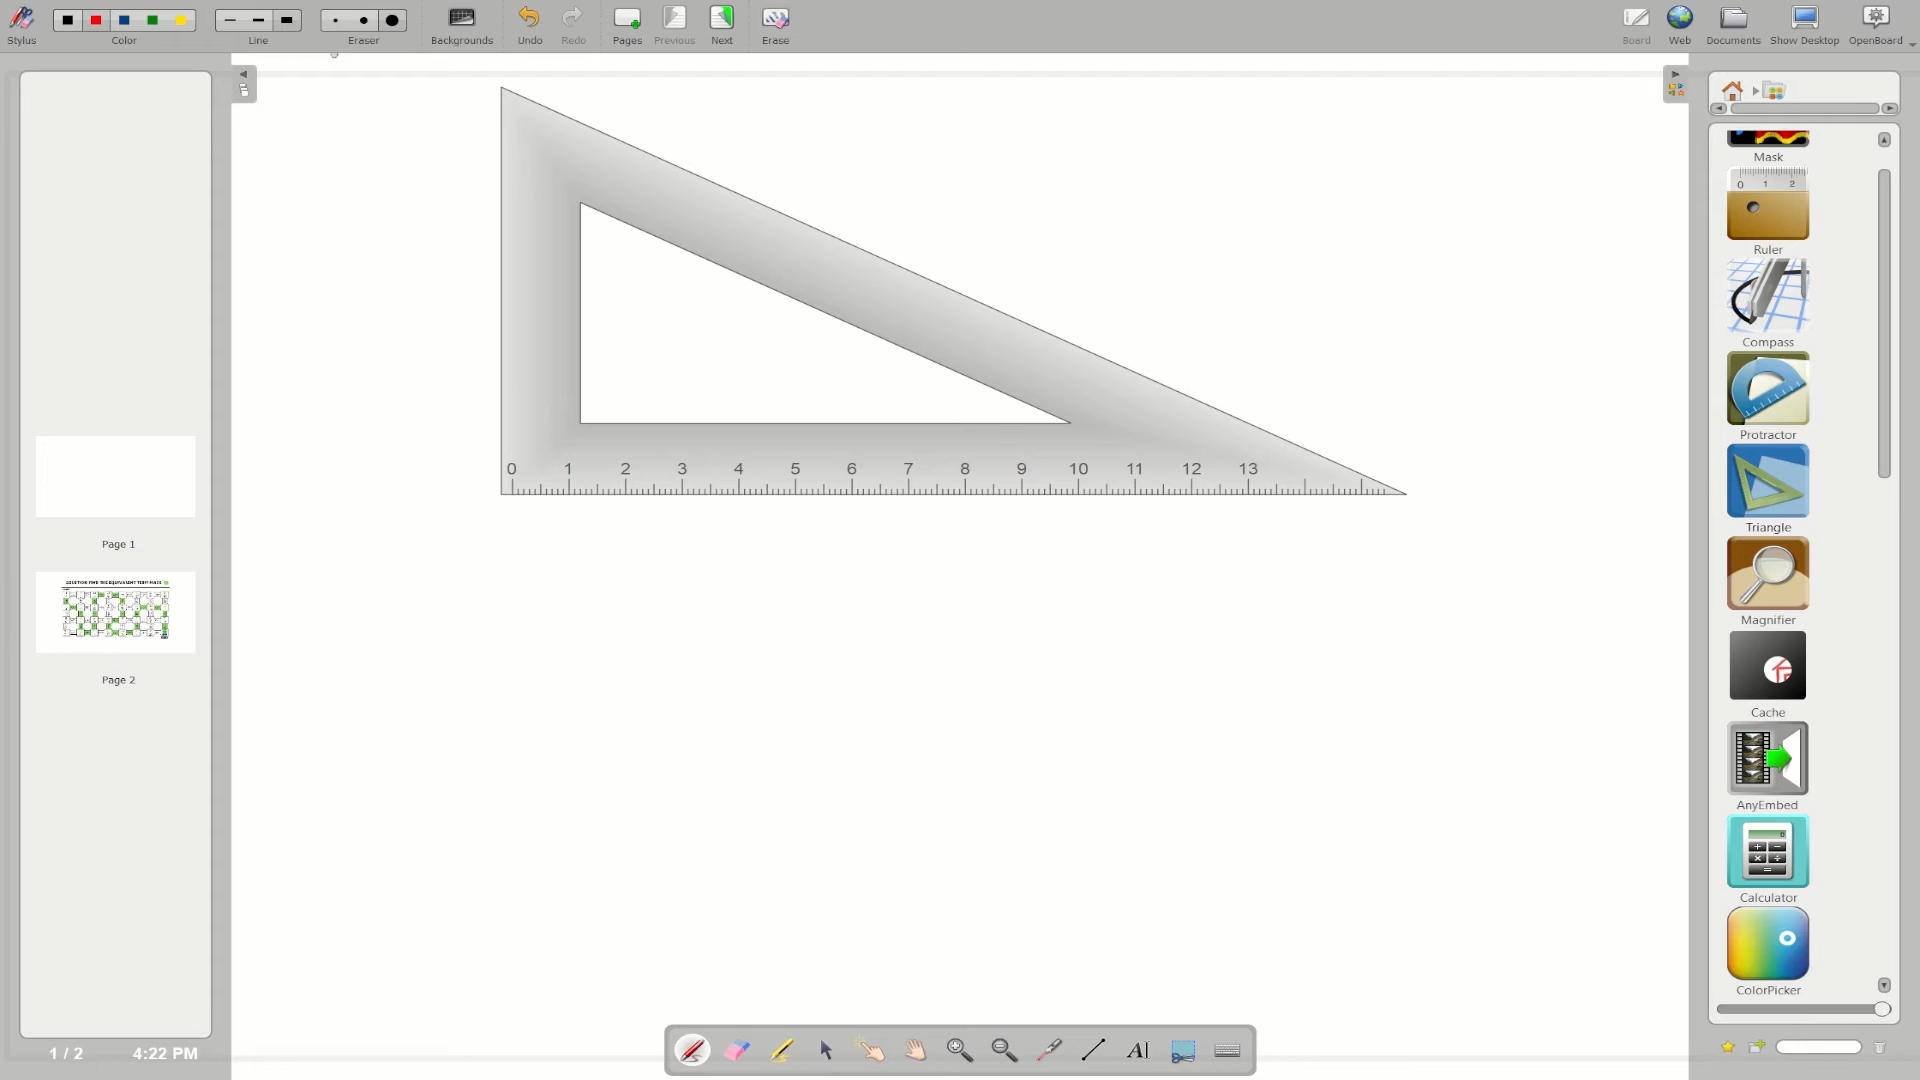 Stylus Color Line Eraser Backgrounds Undo Redo Pages Previous Next Erase Board Web Documents Show Desktop OpenBoard
Mask
0 1 2
Ruler
Compass
Protractor
0 1 2 3 4 5 6 7 8 9 10 11 12 13
Triangle
Page 1
Magnifier
Page 2
Cache
AnyEmbed
Calculator
ColorPicker
1 / 2 4:22 PM